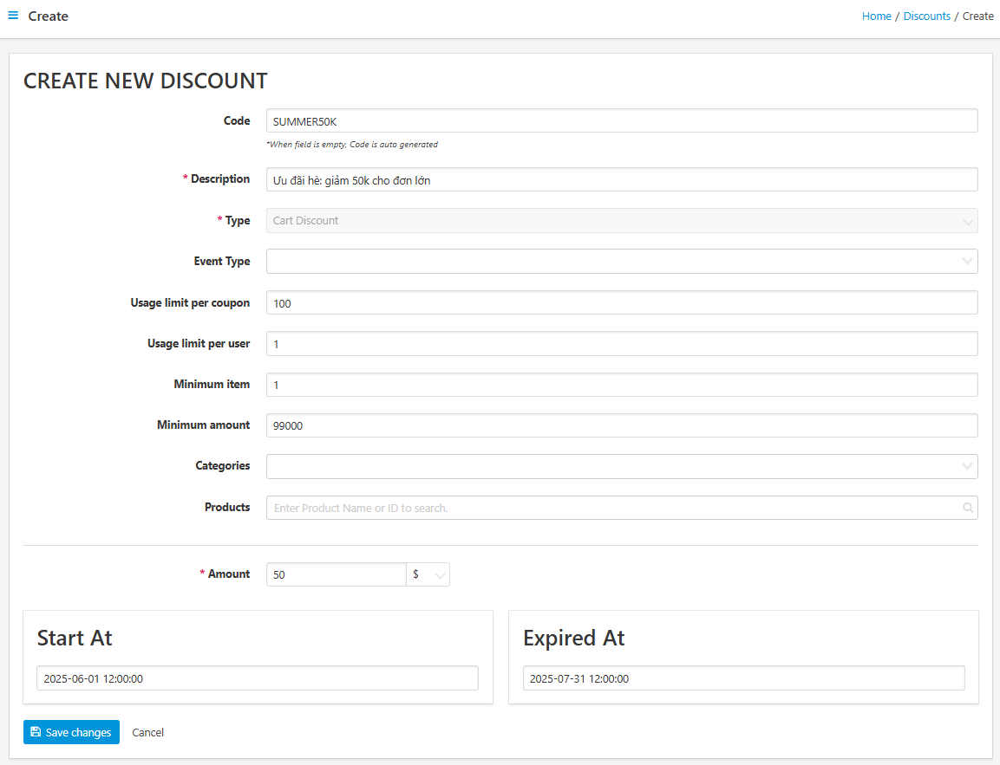 Create
Home / Discounts / Create
CREATE NEW DISCOUNT
Code
SUMMER50K
*When field is empty, Code is auto generated
* Description
Ưu đãi hè: giảm 50k cho đơn lớn
* Type
Cart Discount
Event Type
Usage limit per coupon
100
Usage limit per user
1
Minimum item
1
Minimum amount
99000
Categories
Products
Enter Product Name or ID to search.
* Amount
50
$
Start At
2025-06-01 12:00:00
Expired At
2025-07-31 12:00:00
Save changes
Cancel